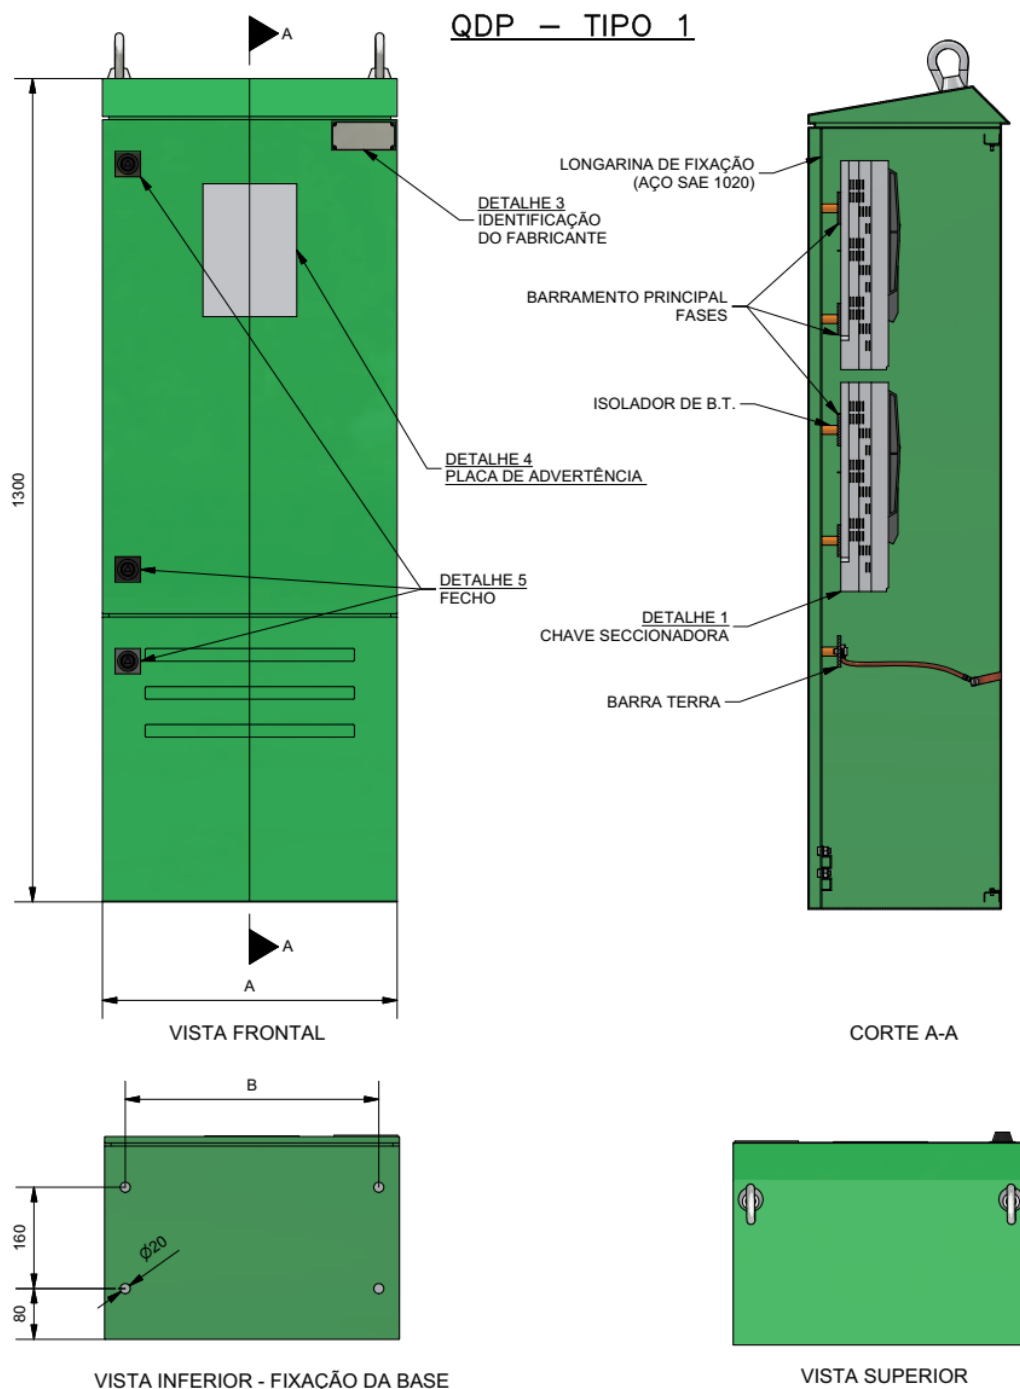 QDP – TIPO 1
A
LONGARINA DE FIXAÇÃO
(AÇO SAE 1020)
DETALHE 3
IDENTIFICAÇÃO
DO FABRICANTE
BARRAMENTO PRINCIPAL
FASES
ISOLADOR DE B.T.
DETALHE 4
PLACA DE ADVERTÊNCIA
1300
DETALHE 5
FECHO
DETALHE 1
CHAVE SECCIONADORA
BARRA TERRA
A
A
VISTA FRONTAL
CORTE A-A
B
160
Ø20
80
VISTA INFERIOR - FIXAÇÃO DA BASE
VISTA SUPERIOR